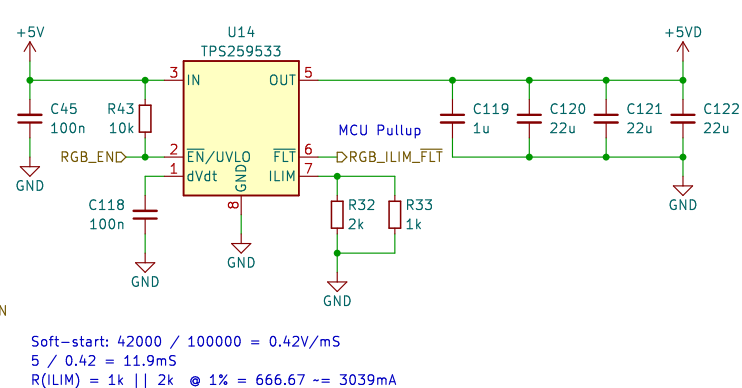 +5V
U14
TPS259533
+5VD
3 IN
OUT 5
C45
100n
R43
10k
C119
1u
C120
22u
C121
22u
C122
22u
MCU Pullup
RGB_EN
2 EN/UVLO
FLT 6
RGB_ILIM_FLT
1 dVdt
ILIM 7
GND
8
GND
C118
100n
R32
2k
R33
1k
GND
GND
GND
GND
N
Soft-start: 42000 / 100000 = 0.42V/mS
5 / 0.42 = 11.9mS
R(ILIM) = 1k || 2k @ 1% = 666.67 ~= 3039mA